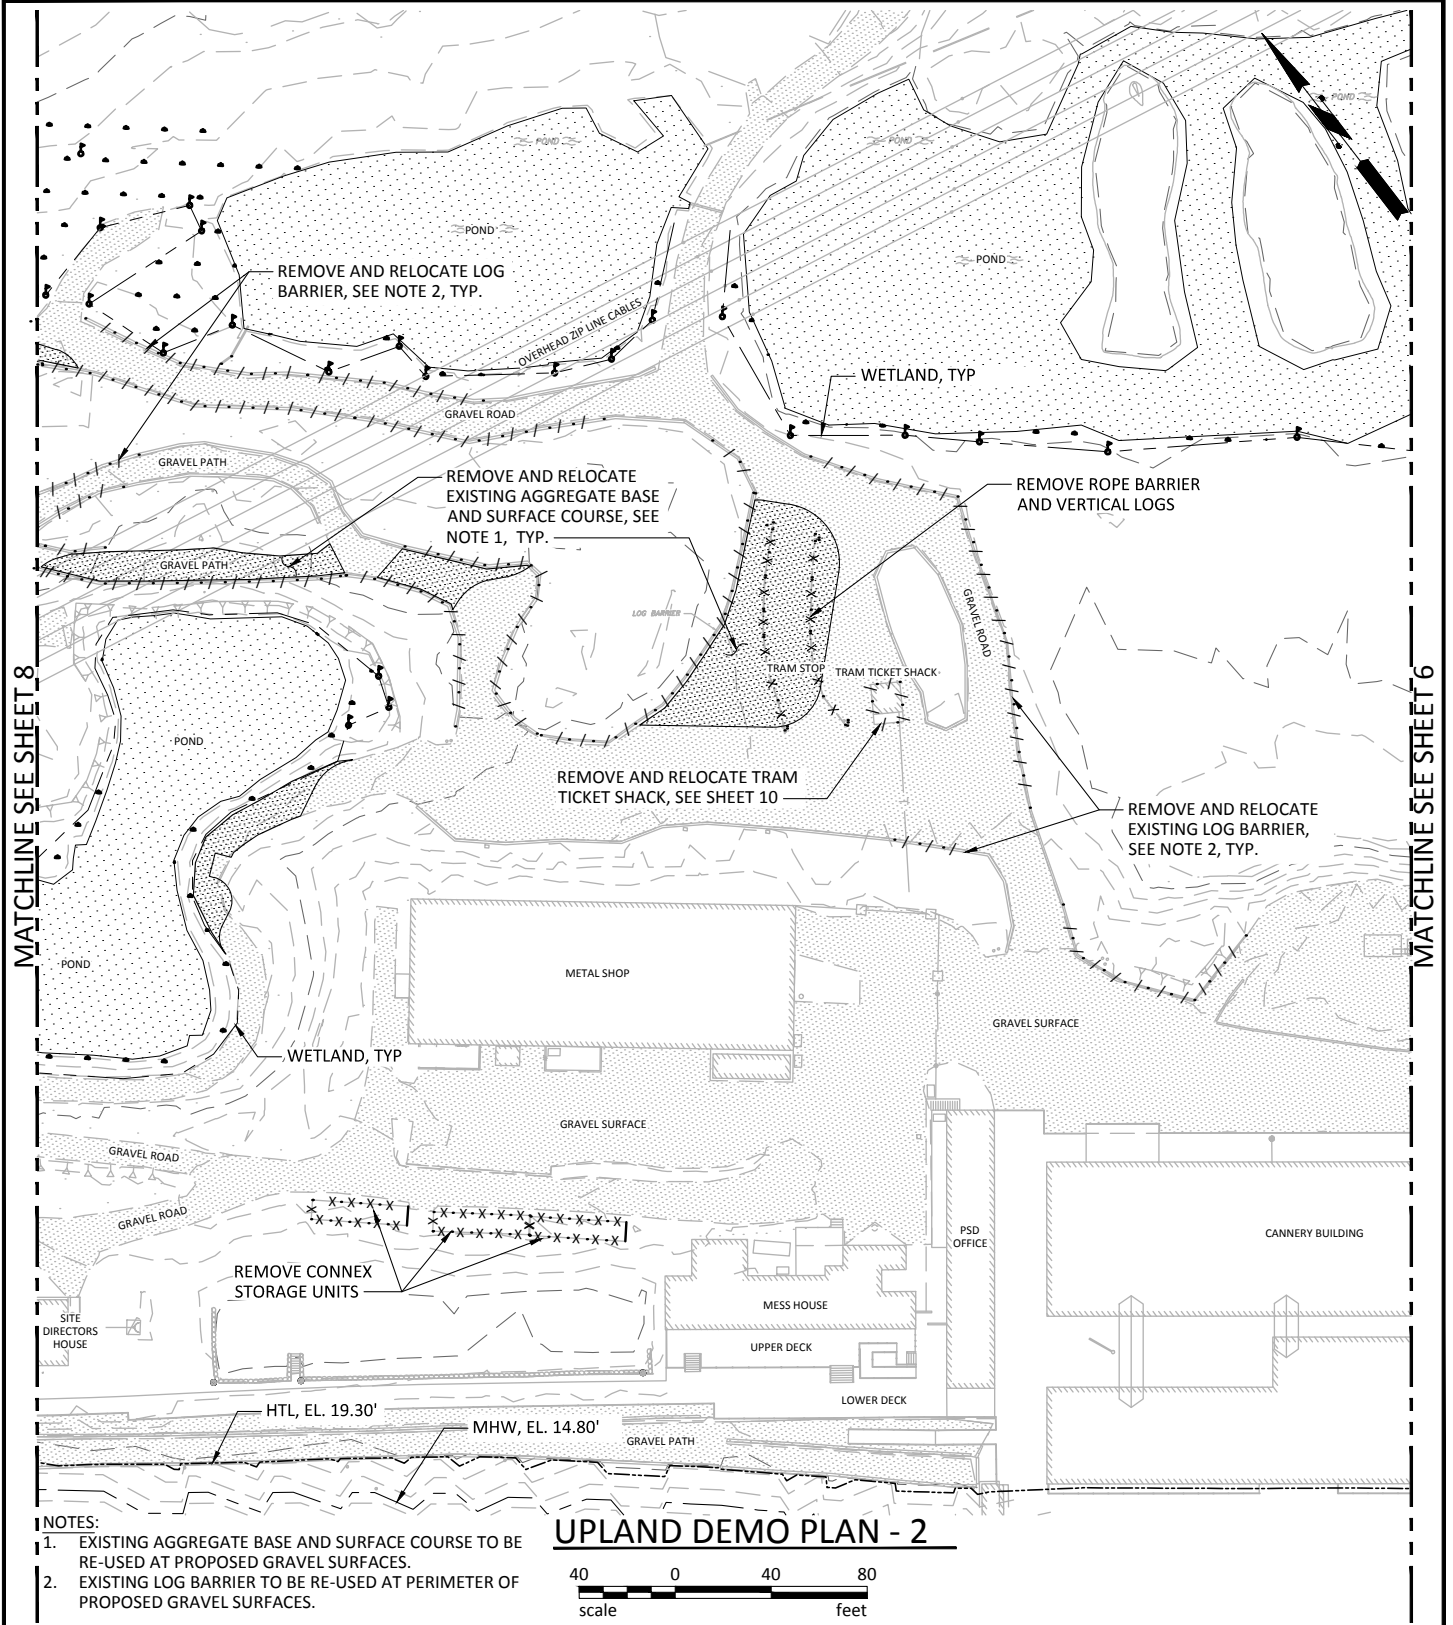 POND
POND
POND
POND
POND
REMOVE AND RELOCATE LOG
BARRIER, SEE NOTE 2, TYP.
OVERHEAD ZIP LINE CABLES
WETLAND, TYP
GRAVEL ROAD
GRAVEL PATH
REMOVE AND RELOCATE
EXISTING AGGREGATE BASE
AND SURFACE COURSE, SEE
NOTE 1, TYP.
REMOVE ROPE BARRIER
AND VERTICAL LOGS
GRAVEL PATH
LOG BARRIER
GRAVEL ROAD
TRAM STOP
TRAM TICKET SHACK
MATCHLINE SEE SHEET 8
MATCHLINE SEE SHEET 6
POND
REMOVE AND RELOCATE TRAM
TICKET SHACK, SEE SHEET 10
REMOVE AND RELOCATE
EXISTING LOG BARRIER,
SEE NOTE 2, TYP.
POND
METAL SHOP
GRAVEL SURFACE
WETLAND, TYP
GRAVEL SURFACE
GRAVEL ROAD
GRAVEL ROAD
PSD
OFFICE
CANNERY BUILDING
REMOVE CONNEX
STORAGE UNITS
MESS HOUSE
SITE
DIRECTORS
HOUSE
UPPER DECK
LOWER DECK
HTL, EL. 19.30'
MHW, EL. 14.80'
GRAVEL PATH
NOTES:
1. EXISTING AGGREGATE BASE AND SURFACE COURSE TO BE
RE-USED AT PROPOSED GRAVEL SURFACES.
2. EXISTING LOG BARRIER TO BE RE-USED AT PERIMETER OF
PROPOSED GRAVEL SURFACES.
UPLAND DEMO PLAN - 2
40 0 40 80
scale feet